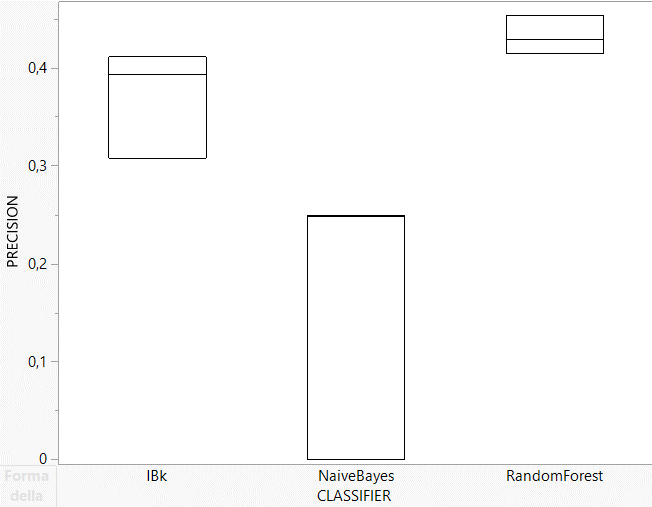 PRECISION
0,4
0,3
0,2
0,1
0
IBk NaiveBayes RandomForest
CLASSIFIER
Forma
della